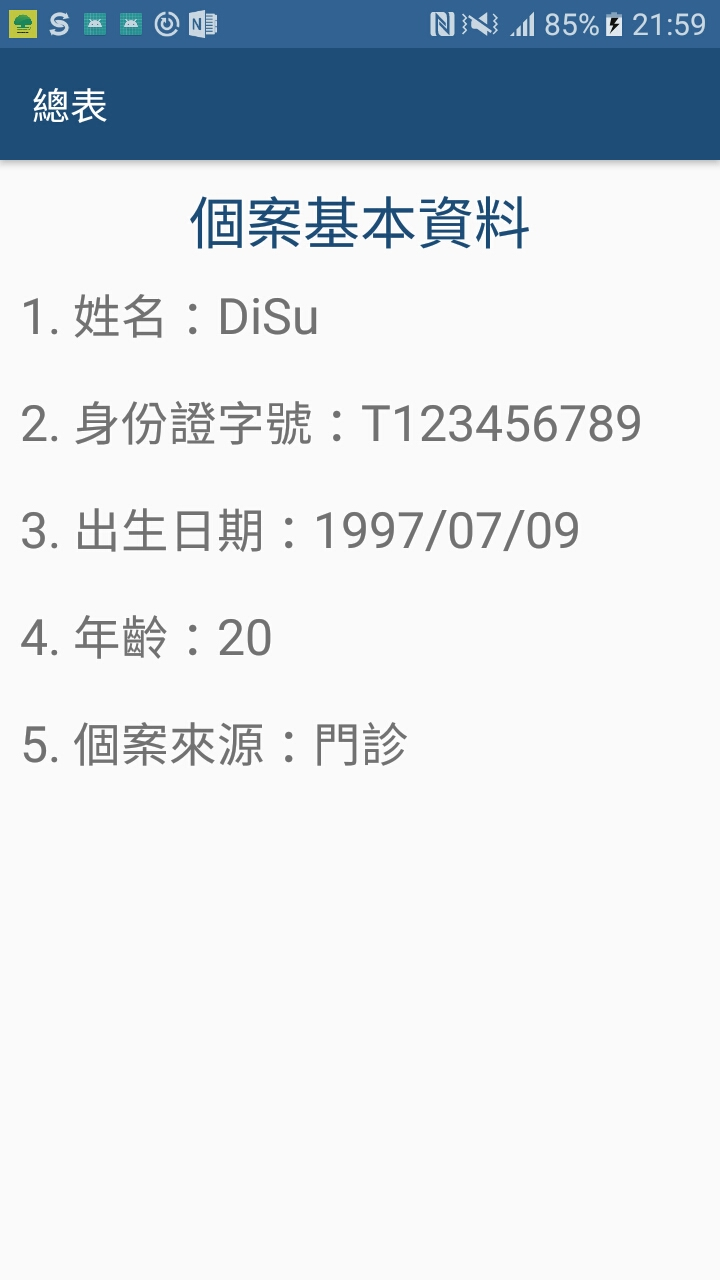 85% 21:59
總表
個案基本資料
1. 姓名：DiSu
2. 身份證字號：T123456789
3. 出生日期：1997/07/09
4. 年齡：20
5. 個案來源：門診